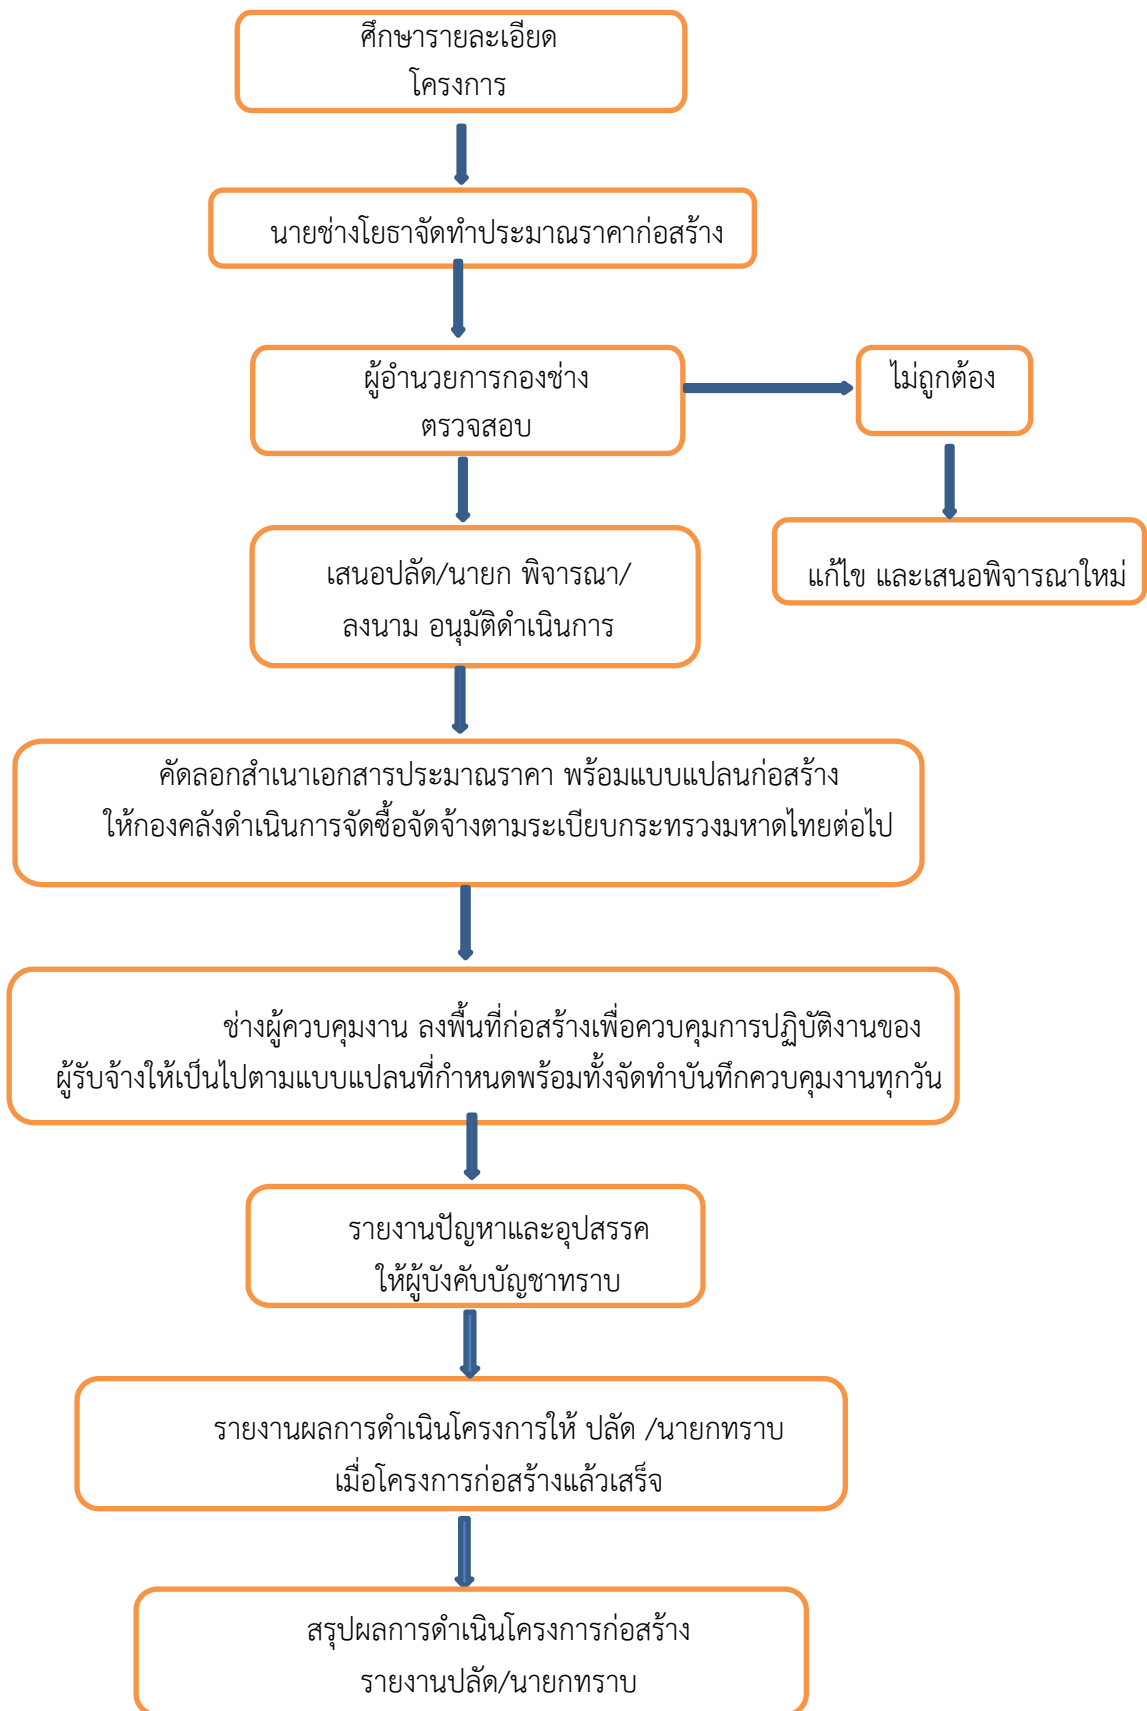 ศึกษารายละเอียด
โครงการ
นายช่างโยธาจัดทำประมาณราคาก่อสร้าง
ผู้อำนวยการกองช่าง
ตรวจสอบ
ไม่ถูกต้อง
แก้ไข และเสนอพิจารณาใหม่
เสนอปลัด/นายก พิจารณา/
ลงนาม อนุมัติดำเนินการ
คัดลอกสำเนาเอกสารประมาณราคา พร้อมแบบแปลนก่อสร้าง
ให้กองคลังดำเนินการจัดซื้อจัดจ้างตามระเบียบกระทรวงมหาดไทยต่อไป
ช่างผู้ควบคุมงาน ลงพื้นที่ก่อสร้างเพื่อควบคุมการปฏิบัติงานของ
ผู้รับจ้างให้เป็นไปตามแบบแปลนที่กำหนดพร้อมทั้งจัดทำบันทึกควบคุมงานทุกวัน
รายงานปัญหาและอุปสรรค
ให้ผู้บังคับบัญชาทราบ
รายงานผลการดำเนินโครงการให้ ปลัด /นายกทราบ
เมื่อโครงการก่อสร้างแล้วเสร็จ
สรุปผลการดำเนินโครงการก่อสร้าง
รายงานปลัด/นายกทราบ